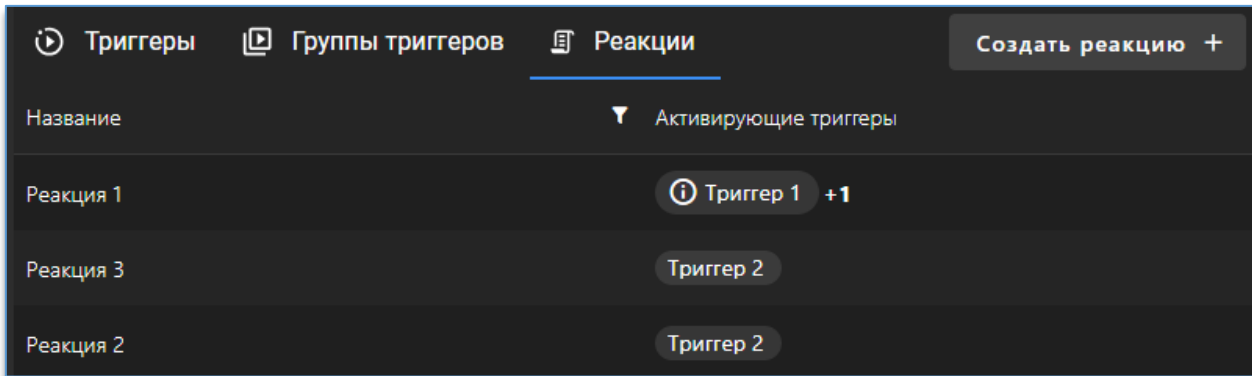 Триггеры Группы триггеров Реакции Создать реакцию +
Название Активирующие триггеры
Реакция 1 Триггер 1 +1
Реакция 3 Триггер 2
Реакция 2 Триггер 2